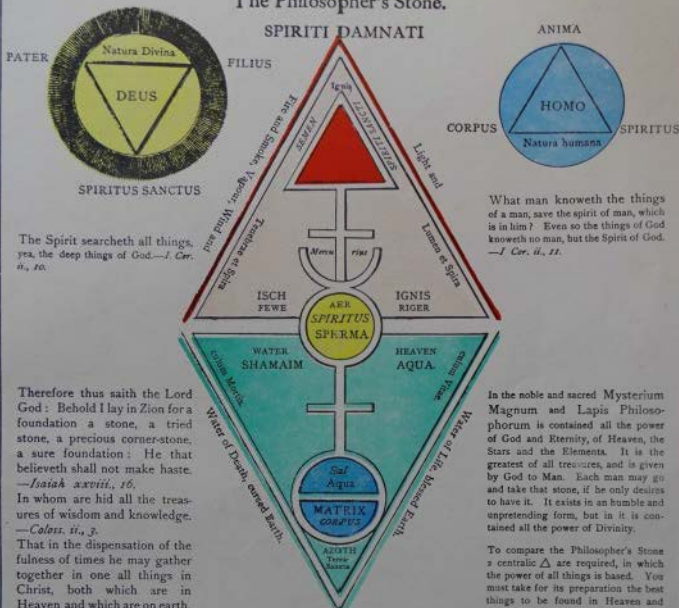 The Philosopher's Stone.
SPIRITI DAMNATI
PATER
Natura Divina
FILIUS
DEUS
SPIRITUS SANCTUS
ANIMA
HOMO
CORPUS
SPIRITUS
Natura humana
The Spirit searcheth all things,
yea, the deep things of God.—I. Cor.
ii., 10.
What man knoweth the things
of a man, save the spirit of man, which
is in him? Even so the things of God
knoweth no man, but the Spirit of God.
—I Cor. ii., 11.
Fire and Smoke, Vapour, Wind and
Light and
Tenebrae et Spira
Lumen et Spira
Ignis
SPIRITI SANCTI
Mercu rius
ISCH
FEWE
IGNIS
RIGER
AER
SPIRITUS
SPERMA
WATER
SHAMAIM
HEAVEN
AQUA.
culum Mortis.
culum Vitae.
Water of Death, cursed Earth.
Water of Life, blessed Earth.
Sal
Aqua
MATRIX
CORPUS
AZOTH
Terra
Sancta
Therefore thus saith the Lord
God: Behold I lay in Zion for a
foundation a stone, a tried
stone, a precious corner-stone,
a sure foundation: He that
believeth shall not make haste.
—Isaiah xxviii., 16.
In whom are hid all the treas-
ures of wisdom and knowledge.
—Coloss. ii., 3.
That in the dispensation of the
fulness of times he may gather
together in one all things in
Christ, both which are in
Heaven and which are on earth
In the noble and sacred Mysterium
Magnum and Lapis Philoso-
phorum is contained all the power
of God and Eternity, of Heaven, the
Stars and the Elements. It is the
greatest of all treasures, and is given
by God to Man. Each man may go
and take that stone, if he only desires
to have it. It exists in an humble and
unpretending form, but in it is con-
tained all the power of Divinity.
To compare the Philosopher's Stone
2 centralic △ are required, in which
the power of all things is based. You
must take for its preparation the best
things to be found in Heaven and